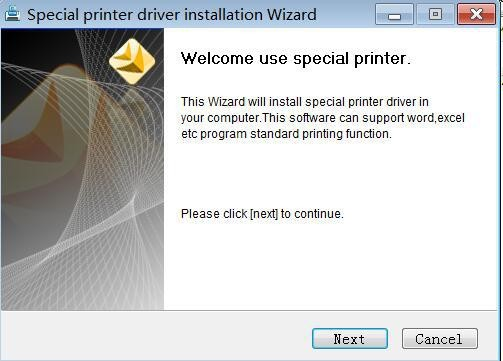 Special printer driver installation Wizard
Welcome use special printer.
This Wizard will install special printer driver in
your computer.This software can support word,excel
etc program standard printing function.
Please click [next] to continue.
Next
Cancel